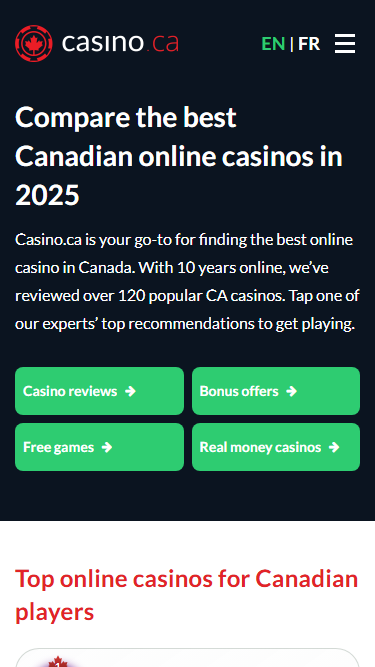 casino.ca
EN | FR
Compare the best
Canadian online casinos in
2025
Casino.ca is your go-to for finding the best online
casino in Canada. With 10 years online, we've
reviewed over 120 popular CA casinos. Tap one of
our experts' top recommendations to get playing.
Casino reviews
Bonus offers
Free games
Real money casinos
Top online casinos for Canadian
players
1